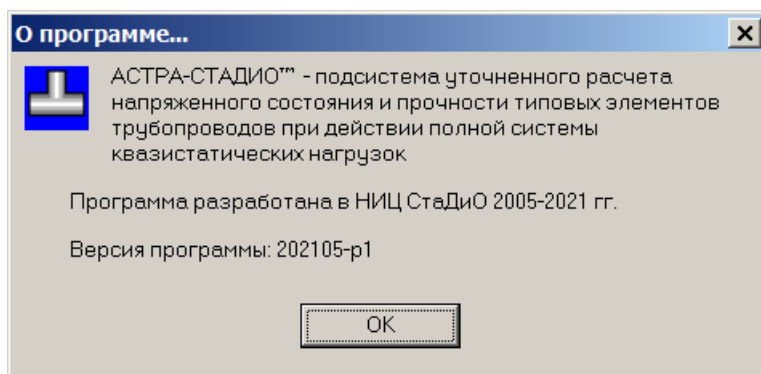 О программе...
АСТРА-СТАДИО™ - подсистема уточненного расчета
напряженного состояния и прочности типовых элементов
трубопроводов при действии полной системы
квазистатических нагрузок
Программа разработана в НИЦ СтаДиО 2005-2021 гг.
Версия программы: 202105-p1
OK